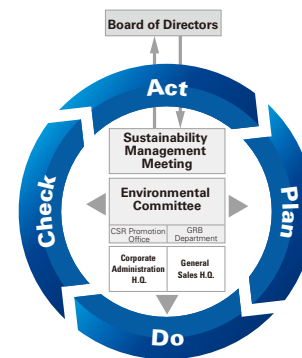 Board of Directors
Act
Sustainability
Management
Meeting
Environmental
Committee
CSR Promotion
Office
GRB
Department
Corporate
Administration
H.Q.
General
Sales H.Q.
Check
Plan
Do